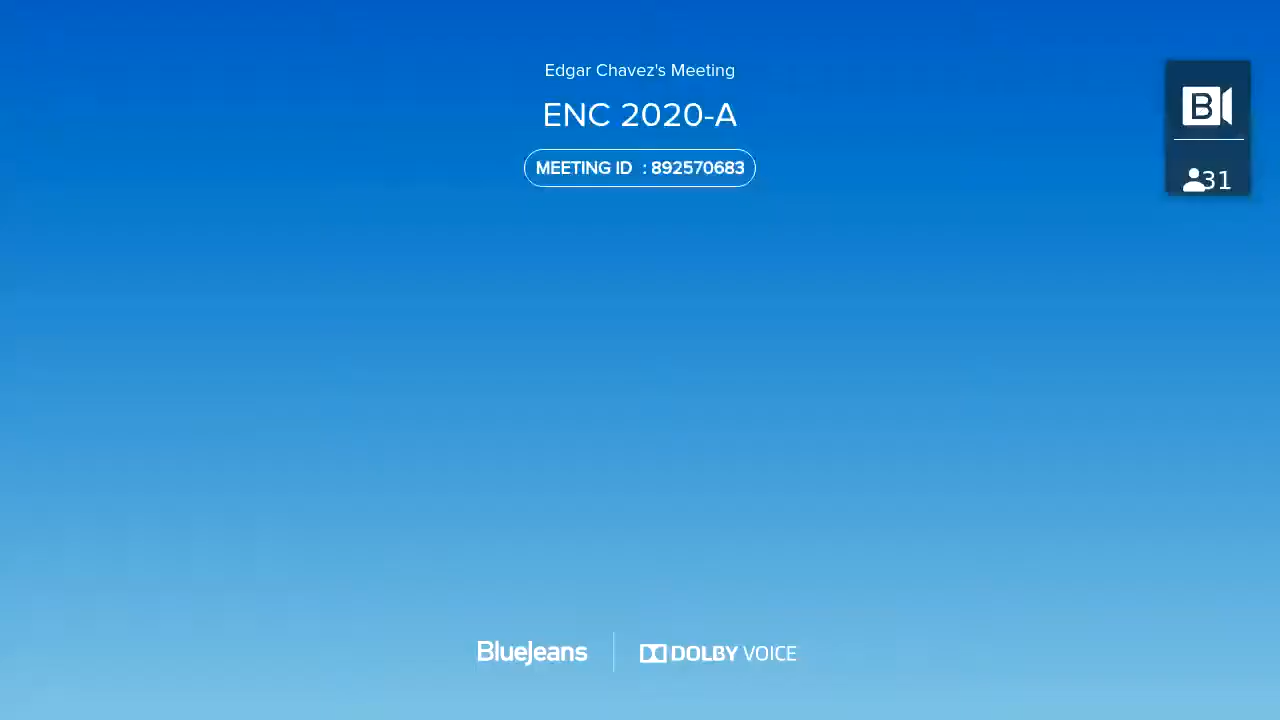 Edgar Chavez's Meeting
ENC 2020-A
MEETING ID : 892570683
B
31
BlueJeans
DOLBY VOICE